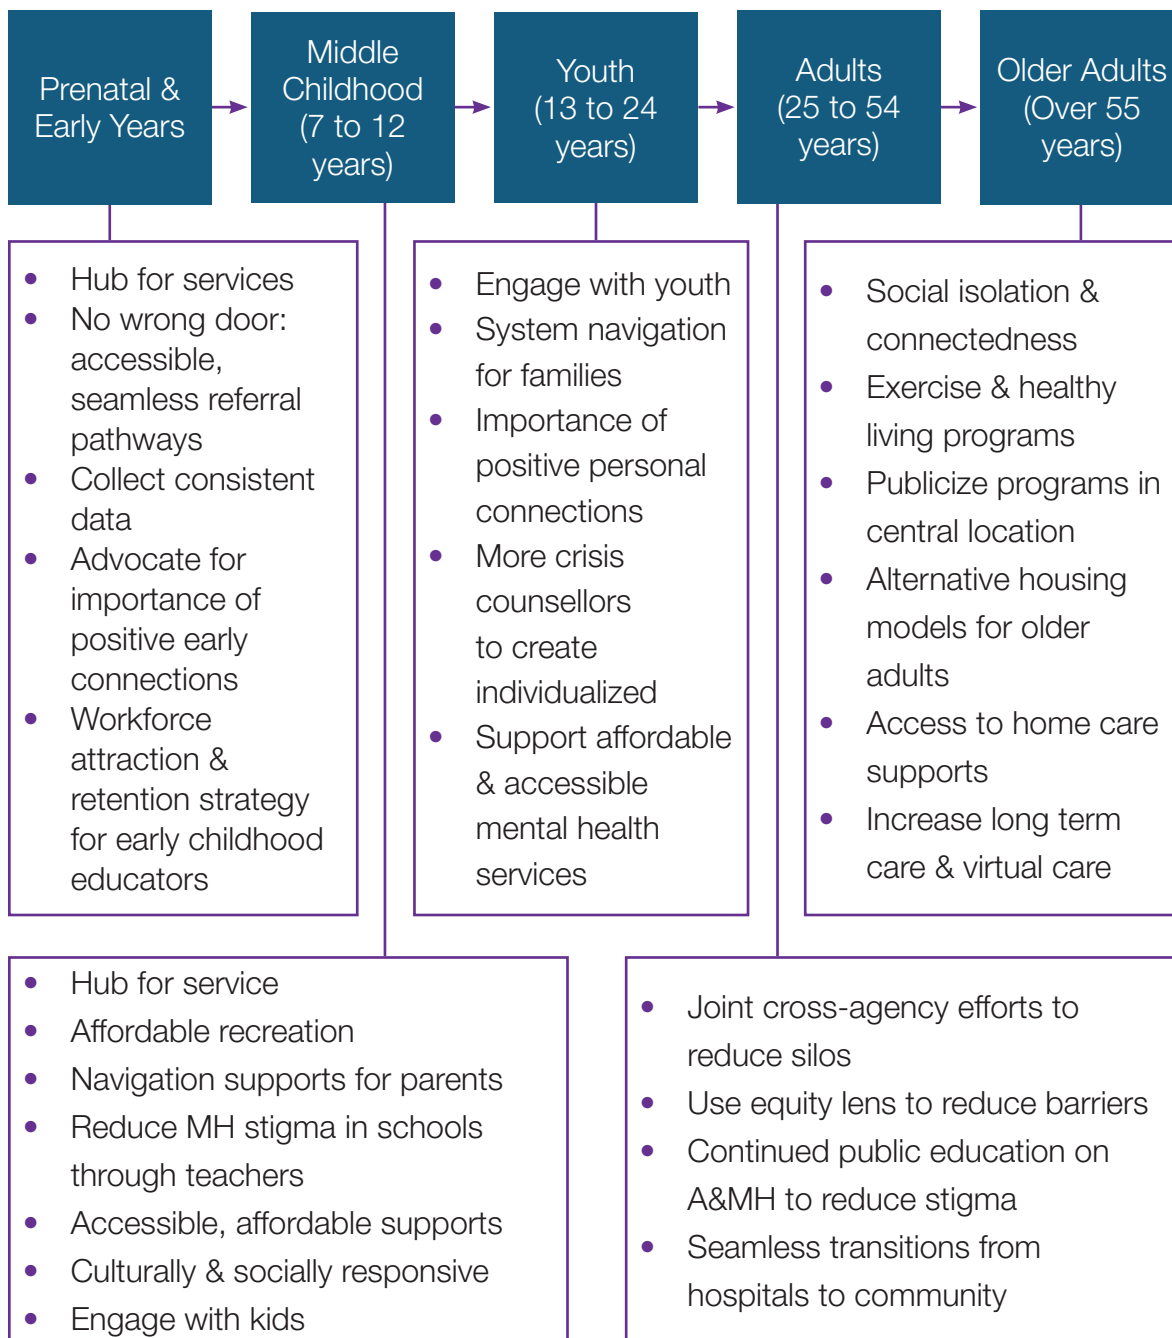 Prenatal &
Early Years
Middle
Childhood
(7 to 12
years)
Youth
(13 to 24
years)
Adults
(25 to 54
years)
Older Adults
(Over 55
years)
• Hub for services
• No wrong door:
accessible,
seamless referral
pathways
• Collect consistent
data
• Advocate for
importance of
positive early
connections
• Workforce
attraction &
retention strategy
for early childhood
educators
• Engage with youth
• System navigation
for families
• Importance of
positive personal
connections
• More crisis
counsellors
to create
individualized
• Support affordable
& accessible
mental health
services
• Social isolation &
connectedness
• Exercise & healthy
living programs
• Publicize programs in
central location
• Alternative housing
models for older
adults
• Access to home care
supports
• Increase long term
care & virtual care
• Hub for service
• Affordable recreation
• Navigation supports for parents
• Reduce MH stigma in schools
through teachers
• Accessible, affordable supports
• Culturally & socially responsive
• Engage with kids
• Joint cross-agency efforts to
reduce silos
• Use equity lens to reduce barriers
• Continued public education on
A&MH to reduce stigma
• Seamless transitions from
hospitals to community